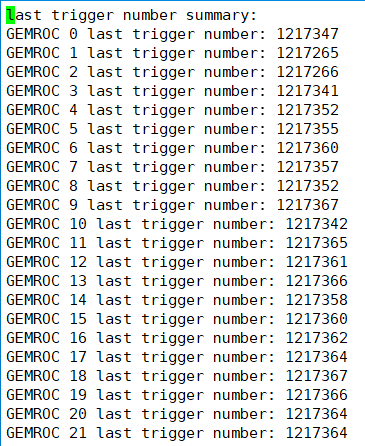 last trigger number summary:
GEMROC 0 last trigger number: 1217347
GEMROC 1 last trigger number: 1217265
GEMROC 2 last trigger number: 1217266
GEMROC 3 last trigger number: 1217341
GEMROC 4 last trigger number: 1217352
GEMROC 5 last trigger number: 1217355
GEMROC 6 last trigger number: 1217360
GEMROC 7 last trigger number: 1217357
GEMROC 8 last trigger number: 1217352
GEMROC 9 last trigger number: 1217367
GEMROC 10 last trigger number: 1217342
GEMROC 11 last trigger number: 1217365
GEMROC 12 last trigger number: 1217361
GEMROC 13 last trigger number: 1217366
GEMROC 14 last trigger number: 1217358
GEMROC 15 last trigger number: 1217360
GEMROC 16 last trigger number: 1217362
GEMROC 17 last trigger number: 1217364
GEMROC 18 last trigger number: 1217367
GEMROC 19 last trigger number: 1217366
GEMROC 20 last trigger number: 1217364
GEMROC 21 last trigger number: 1217364